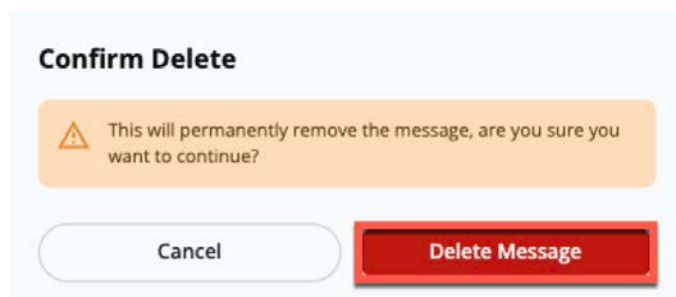 Confirm Delete
This will permanently remove the message, are you sure you
want to continue?
Cancel
Delete Message